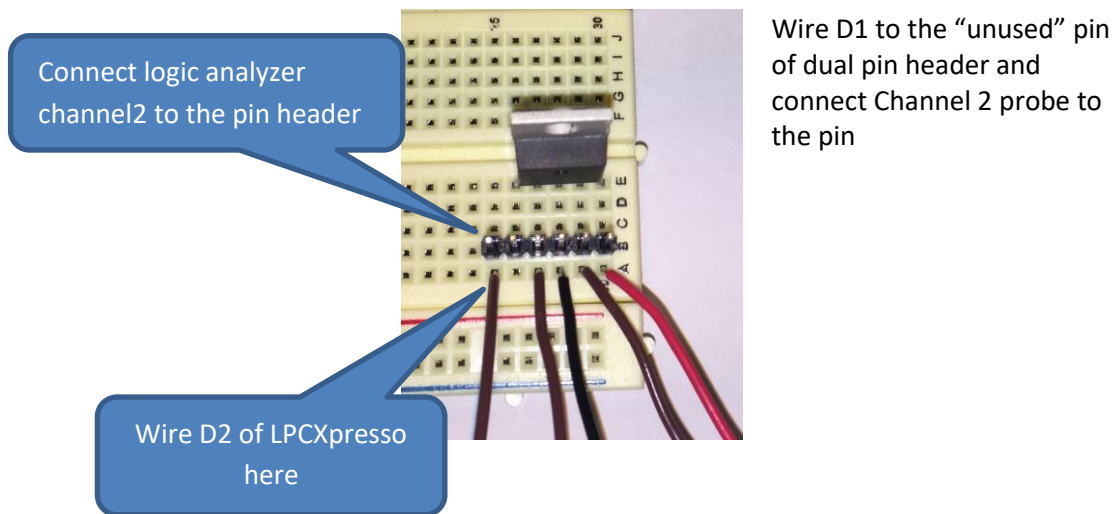 Connect logic analyzer
channel2 to the pin header
Wire D1 to the “unused” pin
of dual pin header and
connect Channel 2 probe to
the pin
30
J
I
H
G
F
E
D
C
B
A
Wire D2 of LPCXpresso
here